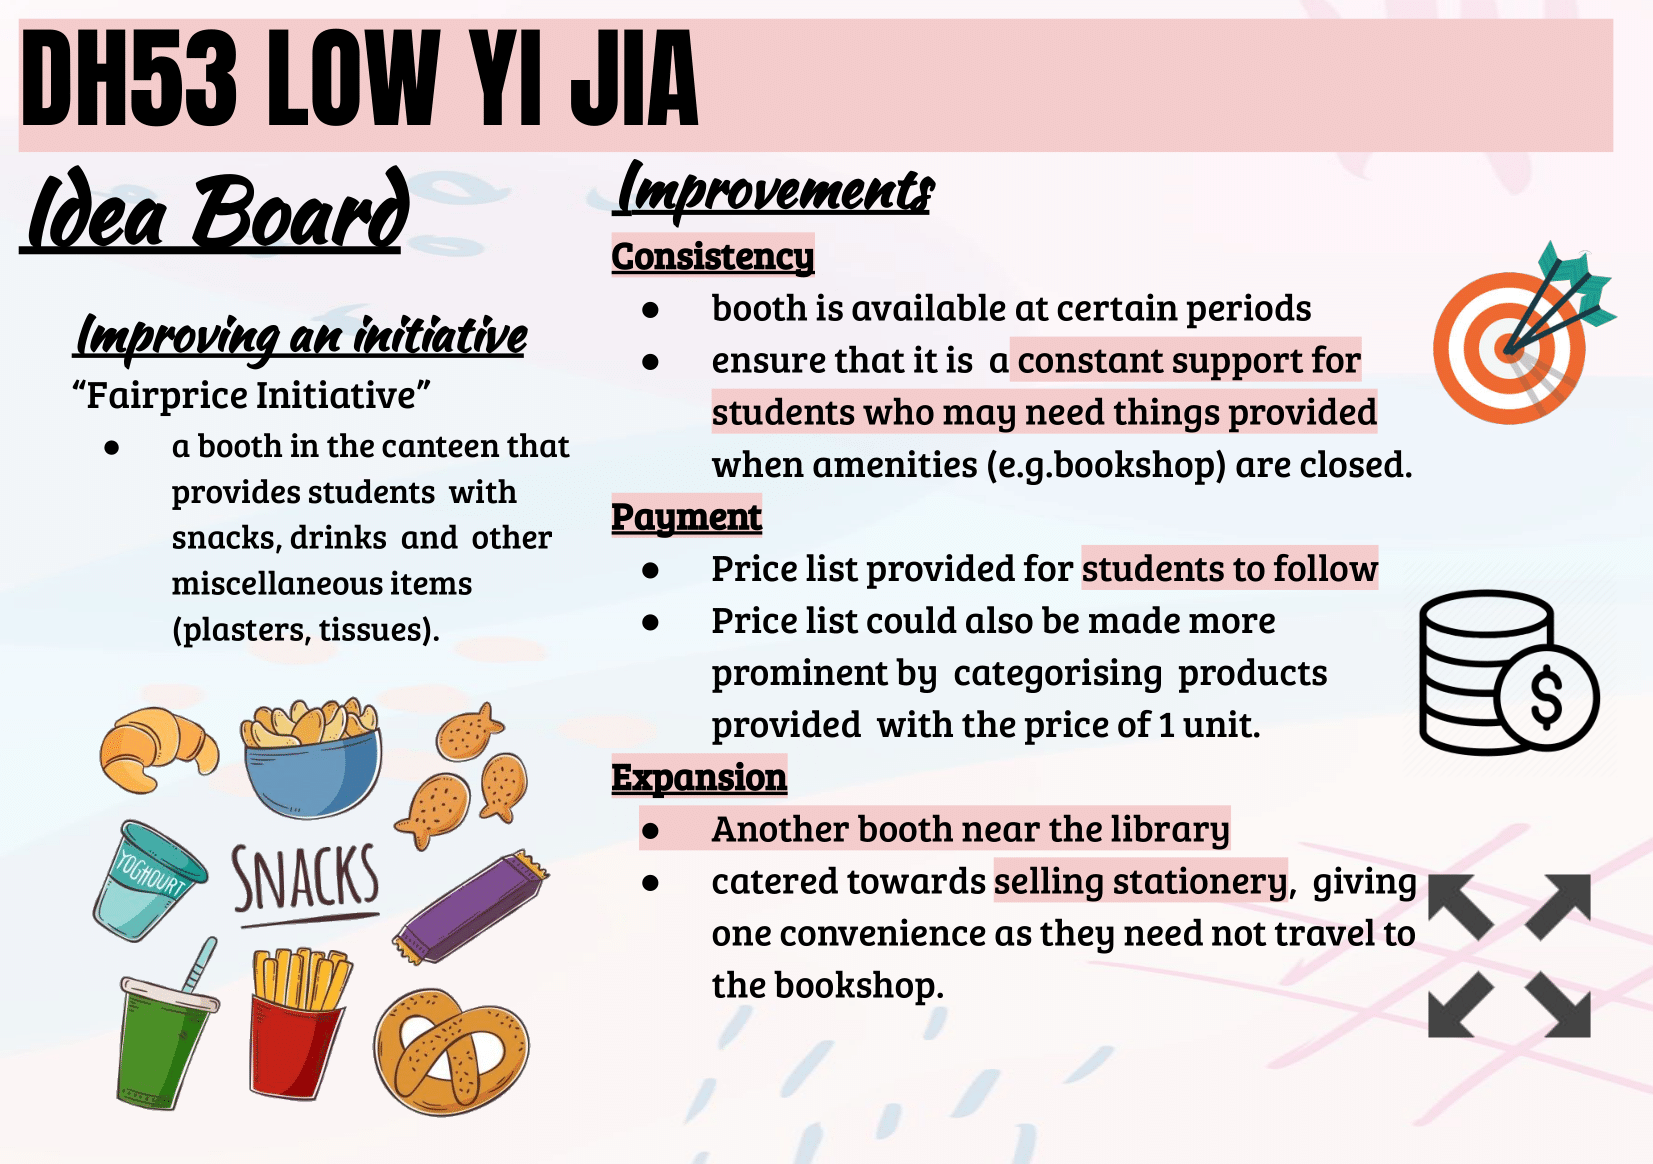 DH53 LOW YI JIA
Idea Board
Improving an initiative
“Fairprice Initiative”
● a booth in the canteen that
provides students with
snacks, drinks and other
miscellaneous items
(plasters, tissues).
YOGHOURT
SNACKS
Improvements
Consistency
● booth is available at certain periods
● ensure that it is a constant support for
students who may need things provided
when amenities (e.g.bookshop) are closed.
Payment
● Price list provided for students to follow
● Price list could also be made more
prominent by categorising products
provided with the price of 1 unit.
$
Expansion
● Another booth near the library
● catered towards selling stationery, giving
one convenience as they need not travel to
the bookshop.